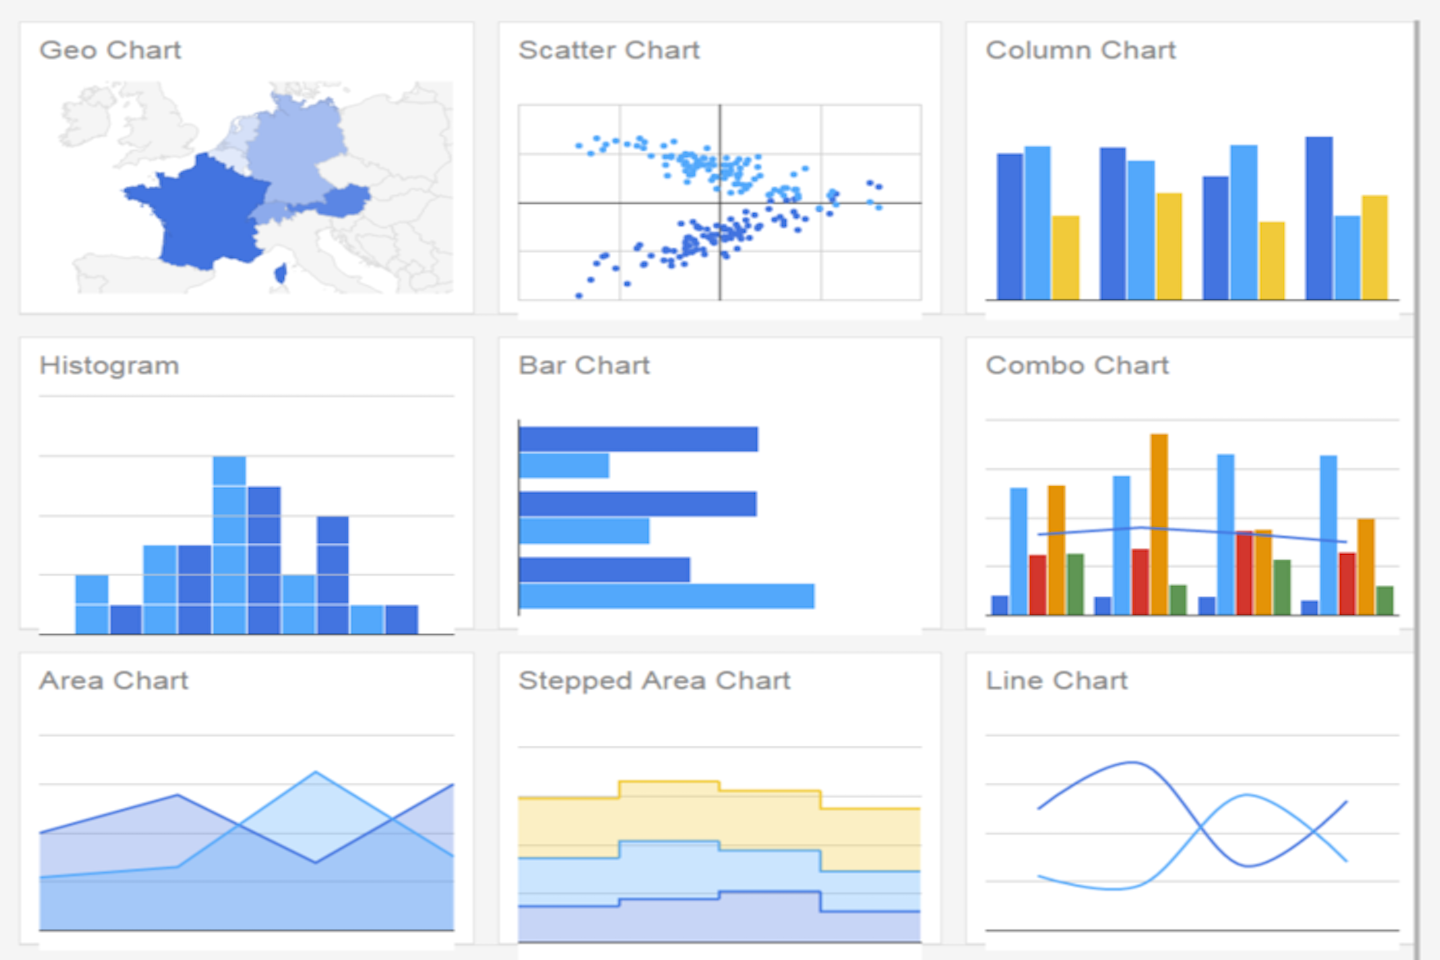 Geo Chart
Scatter Chart
Column Chart
Histogram
Bar Chart
Combo Chart
Area Chart
Stepped Area Chart
Line Chart